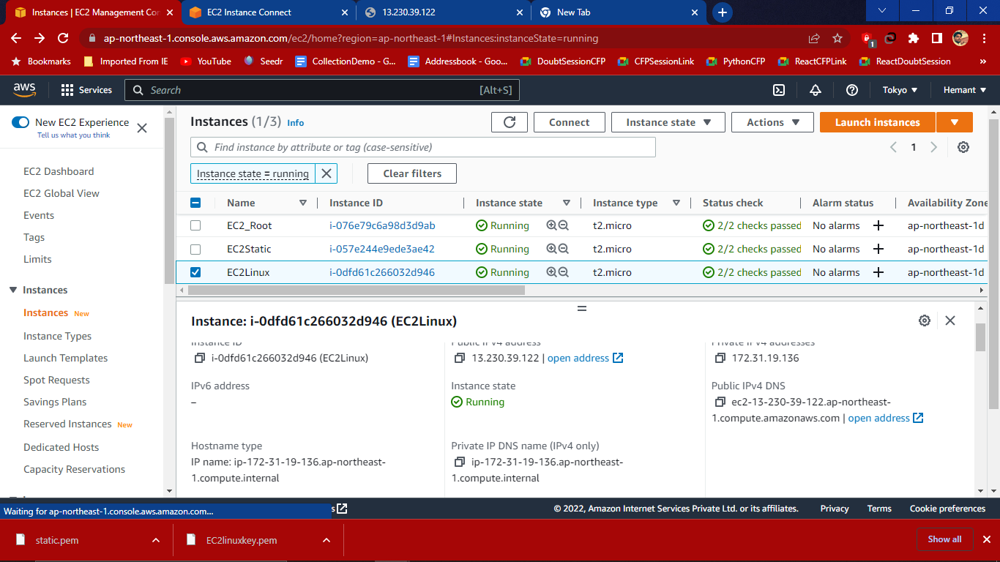 Instances | EC2 Management Con
EC2 Instance Connect
13.230.39.122
New Tab
ap-northeast-1.console.aws.amazon.com/ec2/home?region=ap-northeast-1#Instances:instanceState=running
1
Bookmarks
Imported From IE
YouTube
Seedr
CollectionDemo - G...
Addressbook - Goo...
DoubtSessionCFP
CFPSessionLink
PythonCFP
ReactCFPLink
ReactDoubtSession
»
aws
Services
Search
[Alt+S]
Tokyo
Hemant
New EC2 Experience
Tell us what you think
EC2 Dashboard
EC2 Global View
Events
Tags
Limits
Instances
Instances New
Instance Types
Launch Templates
Spot Requests
Savings Plans
Reserved Instances New
Dedicated Hosts
Capacity Reservations
Instances (1/3) Info
Connect
Instance state
Actions
Launch instances
Find instance by attribute or tag (case-sensitive)
1
Instance state = running
Clear filters
Name Instance ID Instance state Instance type Status check Alarm status Availability Zone
EC2_Root i-076e79c6a98d3d9ab Running t2.micro 2/2 checks passed No alarms ap-northeast-1d
EC2Static i-057e244e9ede3ae42 Running t2.micro 2/2 checks passed No alarms ap-northeast-1d
EC2Linux i-0dfd61c266032d946 Running t2.micro 2/2 checks passed No alarms ap-northeast-1d
Instance: i-0dfd61c266032d946 (EC2Linux)
Instance ID
i-0dfd61c266032d946 (EC2Linux)
Public IPv4 address
13.230.39.122 | open address
Private IPv4 addresses
172.31.19.136
IPv6 address
–
Instance state
Running
Public IPv4 DNS
ec2-13-230-39-122.ap-northeast-
1.compute.amazonaws.com | open address
Hostname type
IP name: ip-172-31-19-136.ap-northeast-
1.compute.internal
Private IP DNS name (IPv4 only)
ip-172-31-19-136.ap-northeast-
1.compute.internal
Waiting for ap-northeast-1.console.aws.amazon.com...
© 2022, Amazon Internet Services Private Ltd. or its affiliates.
Privacy
Terms
Cookie preferences
static.pem
EC2linuxkey.pem
Show all